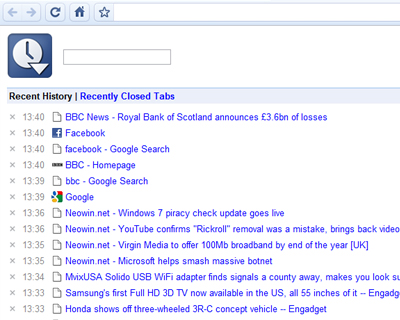 Recent History | Recently Closed Tabs
× 13:40 BBC News - Royal Bank of Scotland announces £3.6bn of losses
× 13:40 Facebook
× 13:40 facebook - Google Search
× 13:40 BBC - Homepage
× 13:39 bbc - Google Search
× 13:39 Google
× 13:36 Neowin.net - Windows 7 piracy check update goes live
× 13:36 Neowin.net - YouTube confirms "Rickroll" removal was a mistake, brings back video
× 13:35 Neowin.net - Virgin Media to offer 100Mb broadband by end of the year [UK]
× 13:35 Neowin.net - Microsoft helps smash massive botnet
× 13:34 MvixUSA Solido USB WiFi adapter finds signals a county away, makes you look su
× 13:33 Samsung's first Full HD 3D TV now available in the US, all 55 inches of it -- Engadg
× 13:33 Honda shows off three-wheeled 3R-C concept vehicle -- Engadget